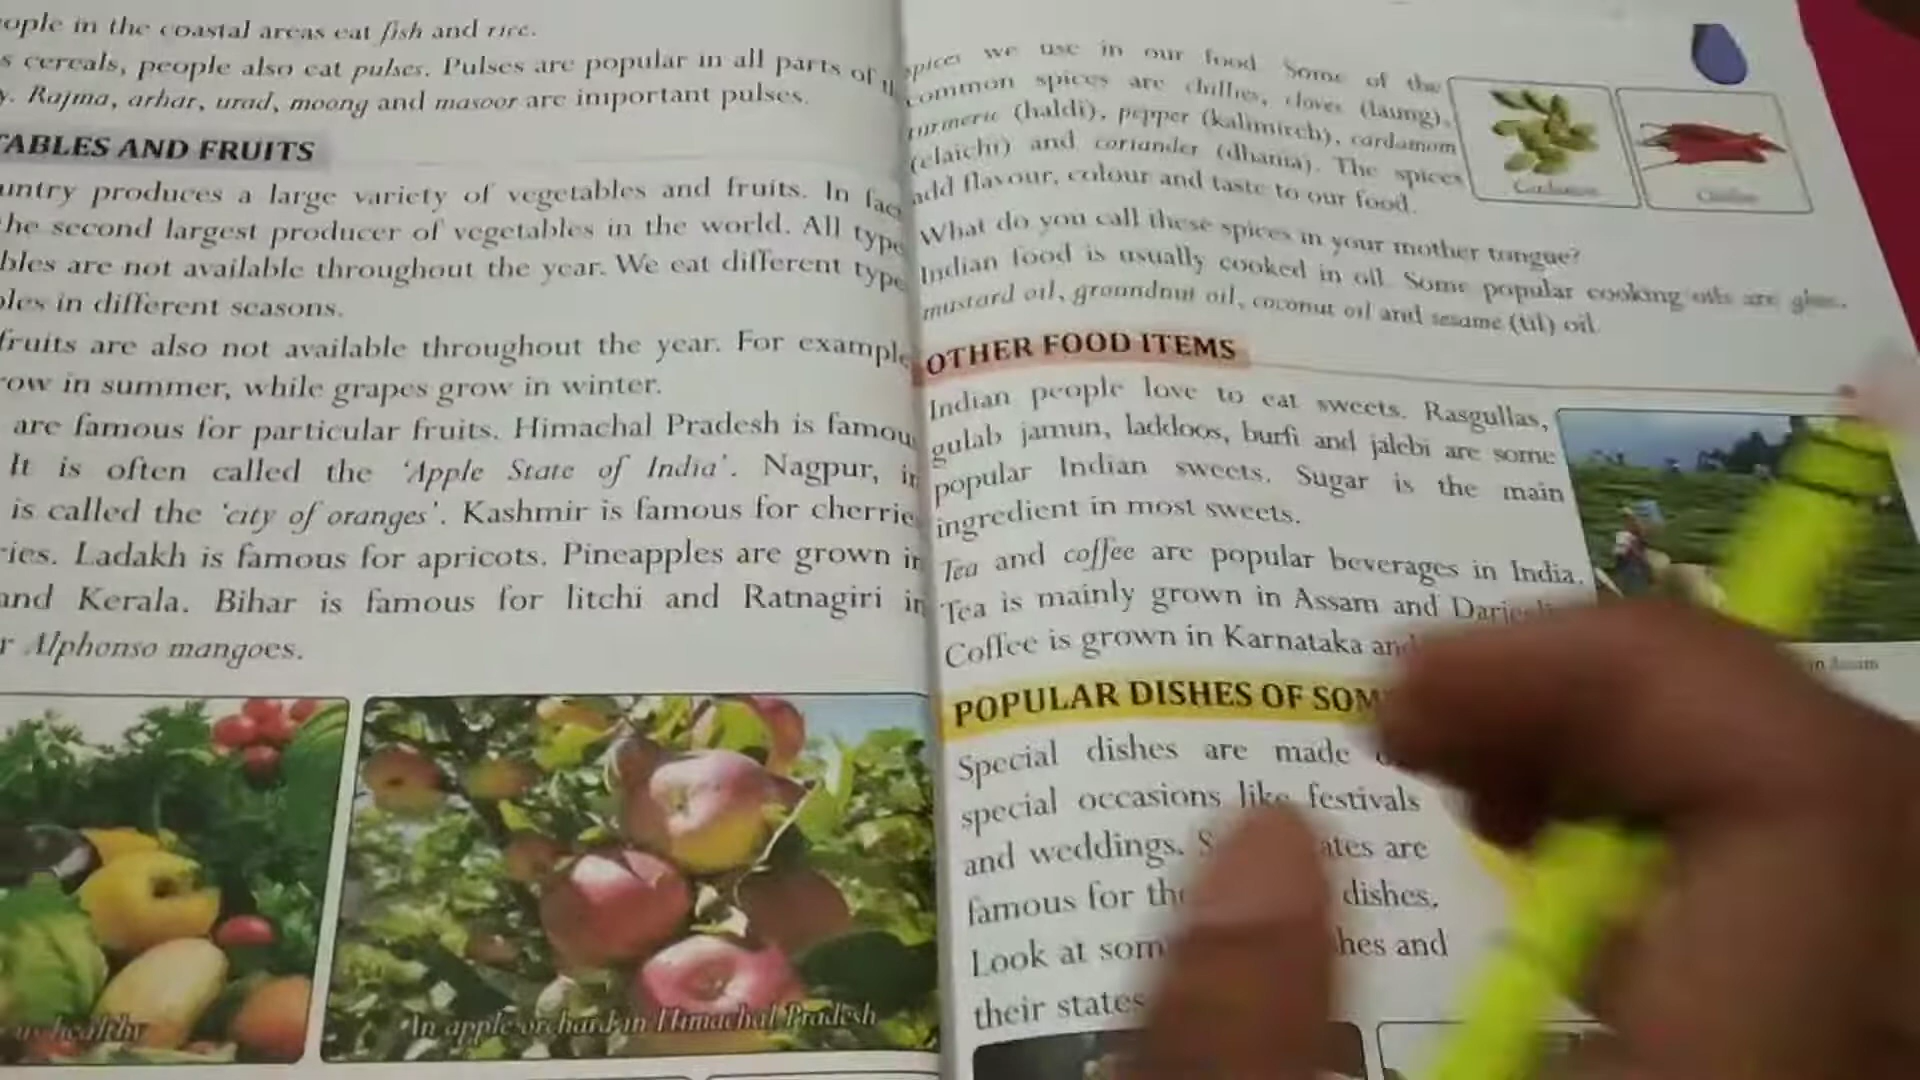 ople in the coastal areas eat fish and rice.
s cereals, people also eat pulses. Pulses are popular in all parts of
y. Rajma, arhar, urad, moong and masoor are important pulses.
TABLES AND FRUITS
untry produces a large variety of vegetables and fruits. In fac
he second largest producer of vegetables in the world. All type
bles are not available throughout the year. We eat different type
oles in different seasons.
fruits are also not available throughout the year. For example
row in summer, while grapes grow in winter.
are famous for particular fruits. Himachal Pradesh is famou
It is often called the 'Apple State of India'. Nagpur, in
is called the 'city of oranges'. Kashmir is famous for cherrie
ries. Ladakh is famous for apricots. Pineapples are grown in
and Kerala. Bihar is famous for litchi and Ratnagiri in
r Alphonso mangoes.
us healthy
An apple orchard in Himachal Pradesh
spices we use in our food. Some of the
common spices are chillies, cloves (laung),
turmeric (haldi), pepper (kalimirch), cardamom
(elaichi) and coriander (dhania). The spices
add flavour, colour and taste to our food.
Cardamom
Chillies
What do you call these spices in your mother tongue?
Indian food is usually cooked in oil. Some popular cooking oils are ghee,
mustard oil, groundnut oil, coconut oil and sesame (til) oil.
OTHER FOOD ITEMS
Indian people love to eat sweets. Rasgullas,
gulab jamun, laddoos, burfi and jalebi are some
popular Indian sweets. Sugar is the main
ingredient in most sweets.
Tea and coffee are popular beverages in India.
Tea is mainly grown in Assam and
Coffee is grown in Karnataka and
in Assam
POPULAR DISHES OF SOM
Special dishes are made
special occasions like festivals
and weddings. ates are
famous for the dishes.
Look at som hes and
their states